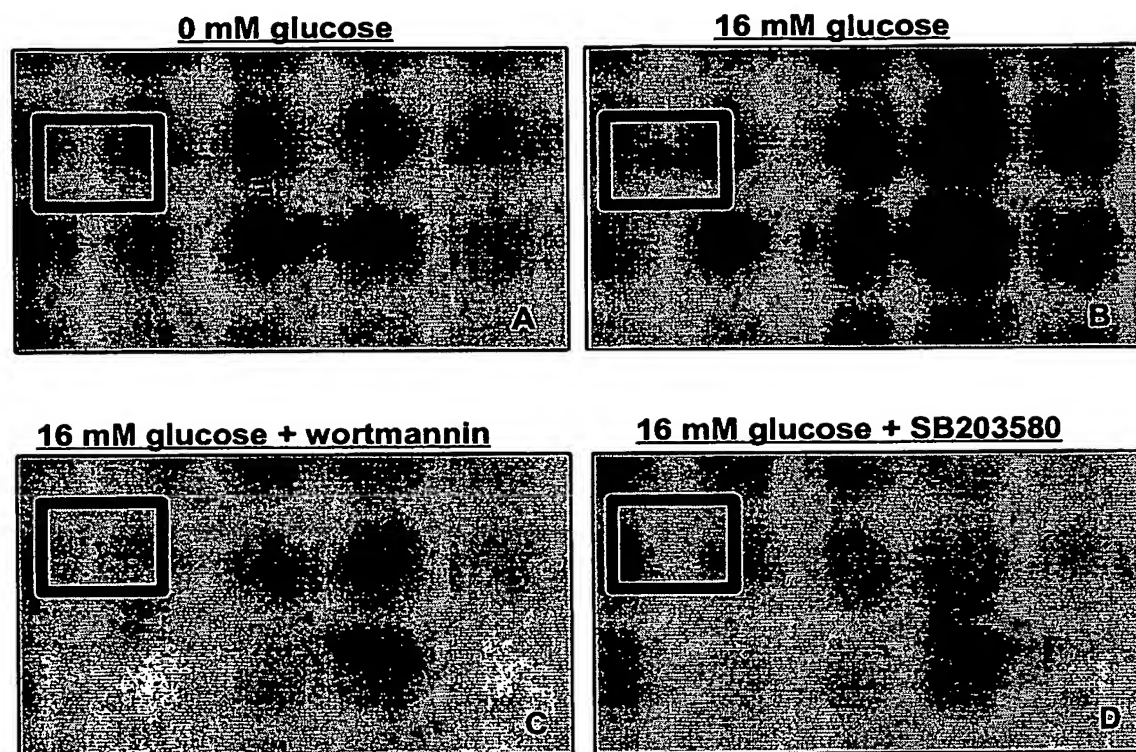 0 mM glucose
16 mM glucose
A
B
16 mM glucose + wortmannin
16 mM glucose + SB203580
C
D